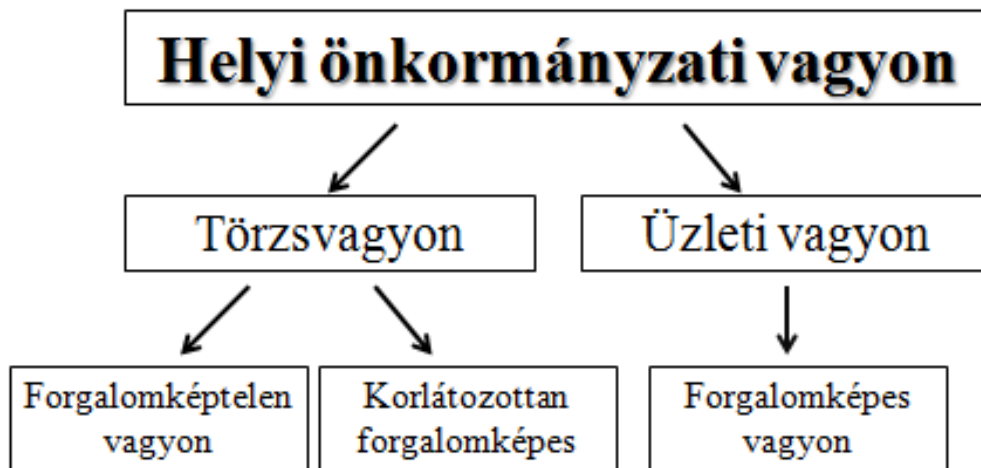 Helyi önkormányzati vagyon
Törzsvagyon
Üzleti vagyon
Forgalomképtelen
vagyon
Korlátozottan
forgalomképes
Forgalomképes
vagyon